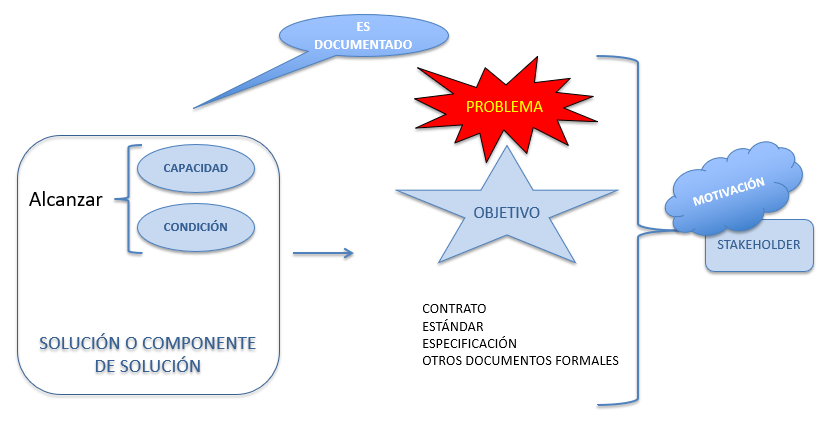 ES
DOCUMENTADO
PROBLEMA
CAPACIDAD
Alcanzar
CONDICIÓN
OBJETIVO
MOTIVACIÓN
STAKEHOLDER
CONTRATO
ESTÁNDAR
ESPECIFICACIÓN
OTROS DOCUMENTOS FORMALES
SOLUCIÓN O COMPONENTE
DE SOLUCIÓN